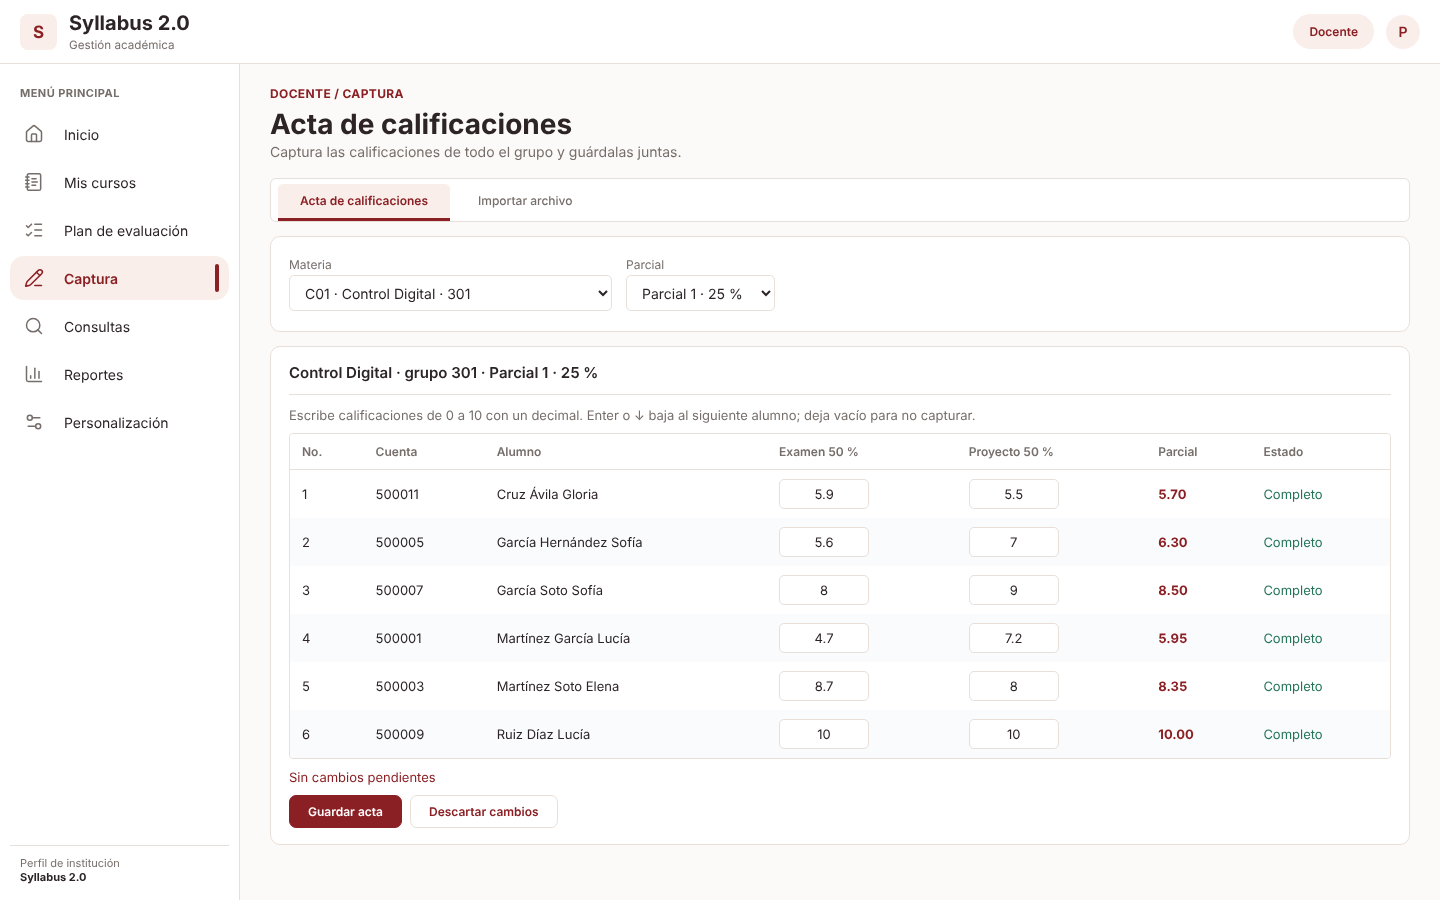 S
Syllabus 2.0
Gestión académica
Docente
P
MENÚ PRINCIPAL
Inicio
Mis cursos
Plan de evaluación
Captura
Consultas
Reportes
Personalización
Perfil de institución
Syllabus 2.0
DOCENTE / CAPTURA
Acta de calificaciones
Captura las calificaciones de todo el grupo y guárdalas juntas.
Acta de calificaciones Importar archivo
Materia Parcial
C01 · Control Digital · 301 Parcial 1 · 25 %
Control Digital · grupo 301 · Parcial 1 · 25 %
Escribe calificaciones de 0 a 10 con un decimal. Enter o ↓ baja al siguiente alumno; deja vacío para no capturar.
No. Cuenta Alumno Examen 50 % Proyecto 50 % Parcial Estado
1 500011 Cruz Ávila Gloria 5.9 5.5 5.70 Completo
2 500005 García Hernández Sofía 5.6 7 6.30 Completo
3 500007 García Soto Sofía 8 9 8.50 Completo
4 500001 Martínez García Lucía 4.7 7.2 5.95 Completo
5 500003 Martínez Soto Elena 8.7 8 8.35 Completo
6 500009 Ruiz Díaz Lucía 10 10 10.00 Completo
Sin cambios pendientes
Guardar acta Descartar cambios